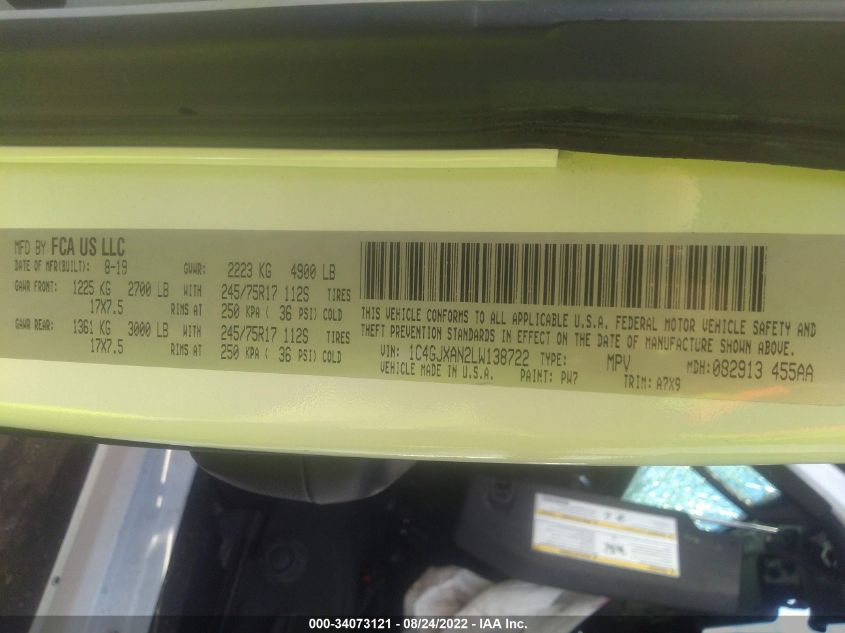 MFD BY FCA US LLC
DATE OF MFR(BUILT): 8-19 GVWR: 2223 KG 4900 LB
GAWR FRONT: 1225 KG 2700 LB WITH 245/75R17 112S TIRES
17X7.5 RIMS AT 250 KPA ( 36 PSI) COLD
GAWR REAR: 1361 KG 3000 LB WITH 245/75R17 112S TIRES
17X7.5 RIMS AT 250 KPA ( 36 PSI) COLD
THIS VEHICLE CONFORMS TO ALL APPLICABLE U.S.A. FEDERAL MOTOR VEHICLE SAFETY AND
THEFT PREVENTION STANDARDS IN EFFECT ON THE DATE OF MANUFACTURE SHOWN ABOVE.
VIN: 1C4GJXAN2LW138722 TYPE: MPV MDH: 082913 455AA
VEHICLE MADE IN U.S.A. PAINT: PW7 TRIM: A7X9
000-34073121 - 08/24/2022 - IAA Inc.